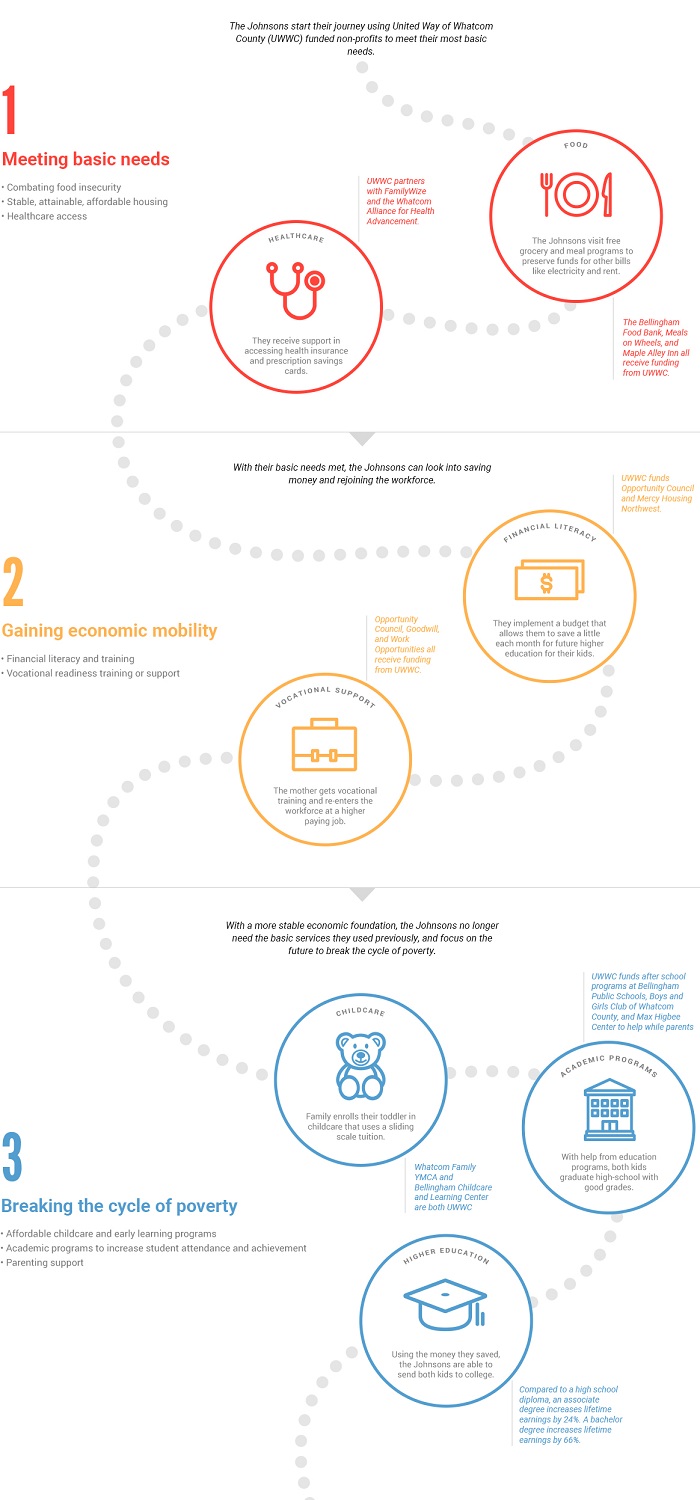 The Johnsons start their journey using United Way of Whatcom
County (UWWC) funded non-profits to meet their most basic
needs.
1
Meeting basic needs
• Combating food insecurity
• Stable, attainable, affordable housing
• Healthcare access
FOOD
The Johnsons visit free
grocery and meal programs to
preserve funds for other bills
like electricity and rent.
The Bellingham
Food Bank, Meals
on Wheels, and
Maple Alley Inn all
receive funding
from UWWC.
UWWC partners
with FamilyWize
and the Whatcom
Alliance for Health
Advancement.
HEALTHCARE
They receive support in
accessing health insurance
and prescription savings
cards.
With their basic needs met, the Johnsons can look into saving
money and rejoining the workforce.
2
Gaining economic mobility
• Financial literacy and training
• Vocational readiness training or support
UWWC funds
Opportunity Council
and Mercy Housing
Northwest.
FINANCIAL LITERACY
$
They implement a budget that
allows them to save a little
each month for future higher
education for their kids.
Opportunity
Council, Goodwill,
and Work
Opportunities all
receive funding
from UWWC.
VOCATIONAL SUPPORT
The mother gets vocational
training and re-enters the
workforce at a higher
paying job.
With a more stable economic foundation, the Johnsons no longer
need the basic services they used previously, and focus on the
future to break the cycle of poverty.
3
Breaking the cycle of poverty
• Affordable childcare and early learning programs
• Academic programs to increase student attendance and achievement
• Parenting support
CHILDCARE
Family enrolls their toddler in
childcare that uses a sliding
scale tuition.
Whatcom Family
YMCA and
Bellingham Childcare
and Learning Center
are both UWWC
UWWC funds after school
programs at Bellingham
Public Schools, Boys and
Girls Club of Whatcom
County, and Max Higbee
Center to help while parents
ACADEMIC PROGRAMS
With help from education
programs, both kids
graduate high-school with
good grades.
HIGHER EDUCATION
Using the money they saved,
the Johnsons are able to
send both kids to college.
Compared to a high school
diploma, an associate
degree increases lifetime
earnings by 24%. A bachelor
degree increases lifetime
earnings by 66%.